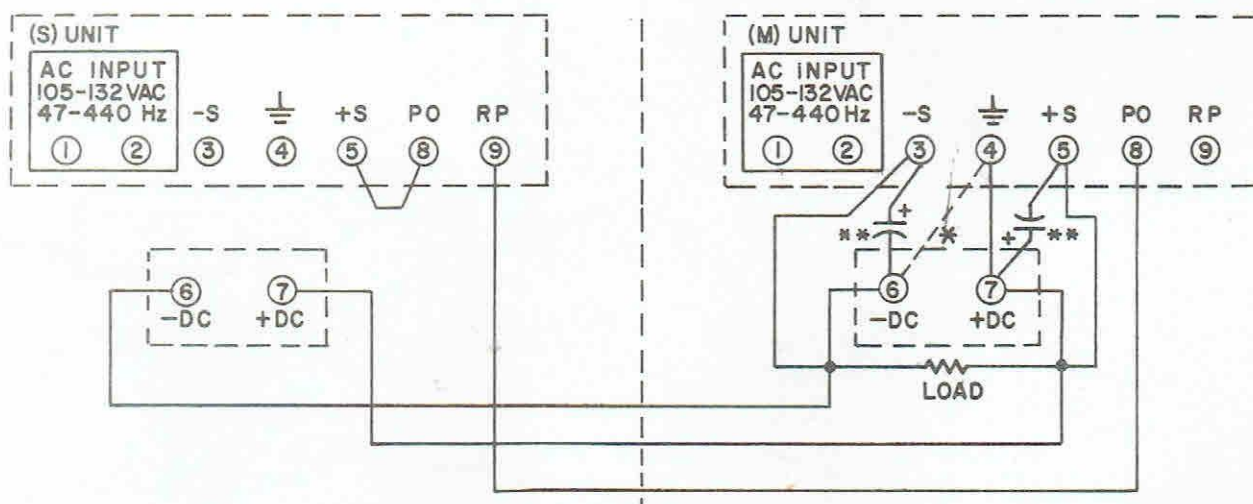 (S) UNIT
AC INPUT
105-132VAC
47-440 Hz
-S
+S
PO
RP
1
2
3
4
5
8
9
6
7
-DC
+DC
(M) UNIT
AC INPUT
105-132VAC
47-440 Hz
-S
+S
PO
RP
1
2
3
4
5
8
9
+
**
*
+
**
6
7
-DC
+DC
LOAD